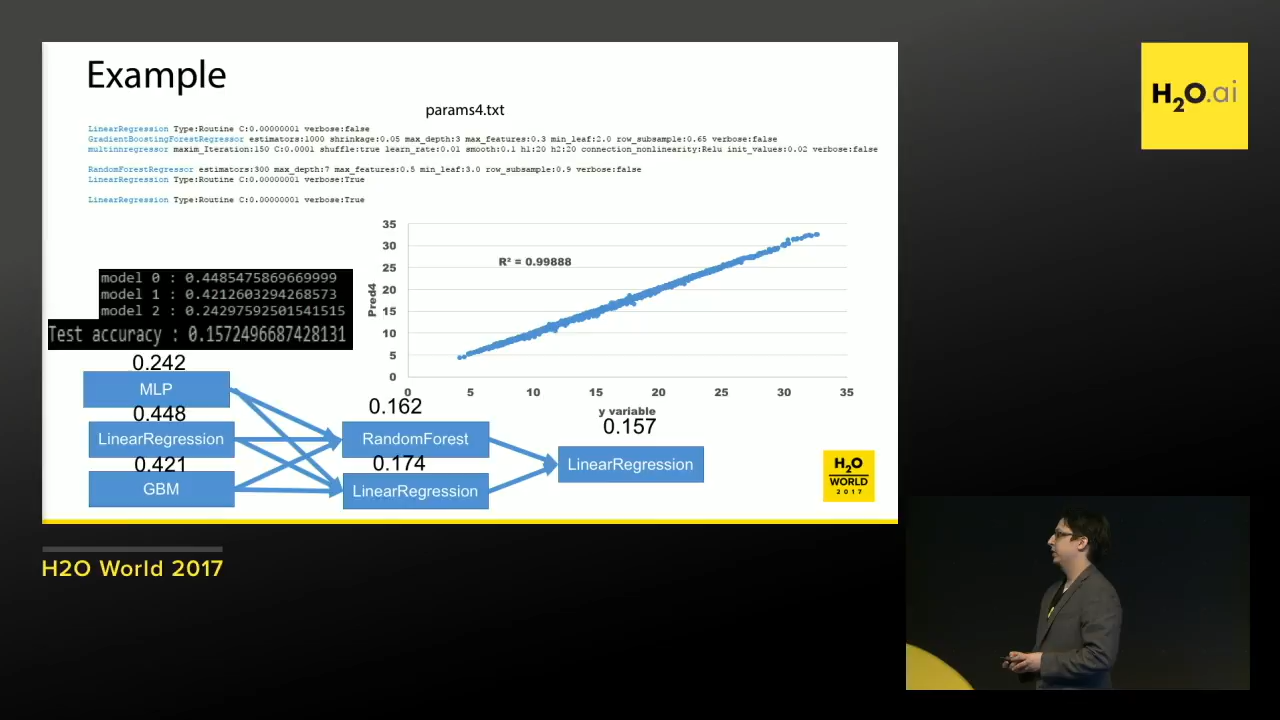 Example
params4.txt
LinearRegression Type:Routine C:0.00000001 verbose:false
GradientBoostingForestRegressor estimators:1000 shrinkage:0.05 max_depth:3 max_features:0.3 min_leaf:2.0 row_subsample:0.65 verbose:false
multinnregressor maxim_Iteration:150 C:0.0001 shuffle:true learn_rate:0.01 smooth:0.1 h1:20 h2:20 connection_nonlinearity:Relu init_values:0.02 verbose:false
RandomForestRegressor estimators:300 max_depth:7 max_features:0.5 min_leaf:3.0 row_subsample:0.9 verbose:false
LinearRegression Type:Routine C:0.00000001 verbose:True
LinearRegression Type:Routine C:0.00000001 verbose:True
model 0 : 0.4485475869669999
model 1 : 0.4212603294268573
model 2 : 0.24297592501541515
Test accuracy : 0.1572496687428131
35
30
25
20
15
10
5
0
Pred4
R² = 0.99888
0 5 10 15 20 25 30 35
y variable
0.242
MLP
0.448
LinearRegression
0.421
GBM
0.162
RandomForest
0.174
LinearRegression
0.157
LinearRegression
H2O
WORLD
2017
H2O.ai
H2O World 2017